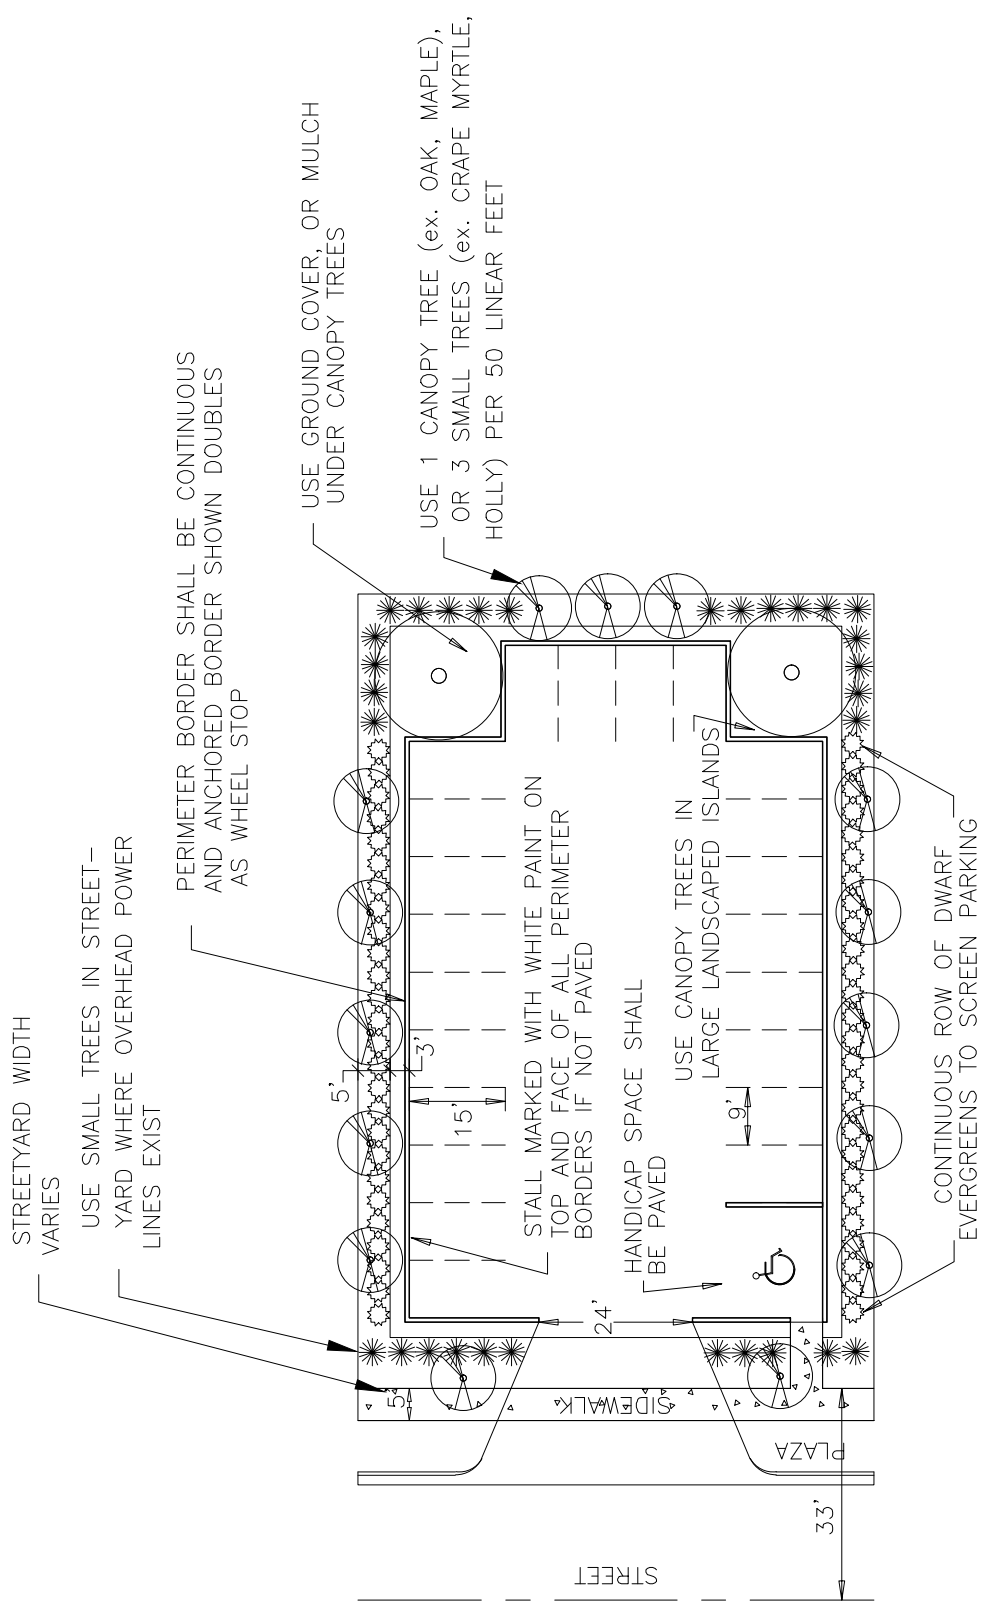 STREETYARD WIDTH
VARIES
USE SMALL TREES IN STREET-
YARD WHERE OVERHEAD POWER
LINES EXIST
PERIMETER BORDER SHALL BE CONTINUOUS
AND ANCHORED BORDER SHOWN DOUBLES
AS WHEEL STOP
USE GROUND COVER, OR MULCH
UNDER CANOPY TREES
USE 1 CANOPY TREE (ex. OAK, MAPLE),
OR 3 SMALL TREES (ex. CRAPE MYRTLE,
HOLLY) PER 50 LINEAR FEET
5'
3'
15'
STALL MARKED WITH WHITE PAINT ON
TOP AND FACE OF ALL PERIMETER
BORDERS IF NOT PAVED
HANDICAP SPACE SHALL
BE PAVED
USE CANOPY TREES IN
LARGE LANDSCAPED ISLANDS
9'
24'
5'
SIDEWALK
PLAZA
33'
STREET
CONTINUOUS ROW OF DWARF
EVERGREENS TO SCREEN PARKING